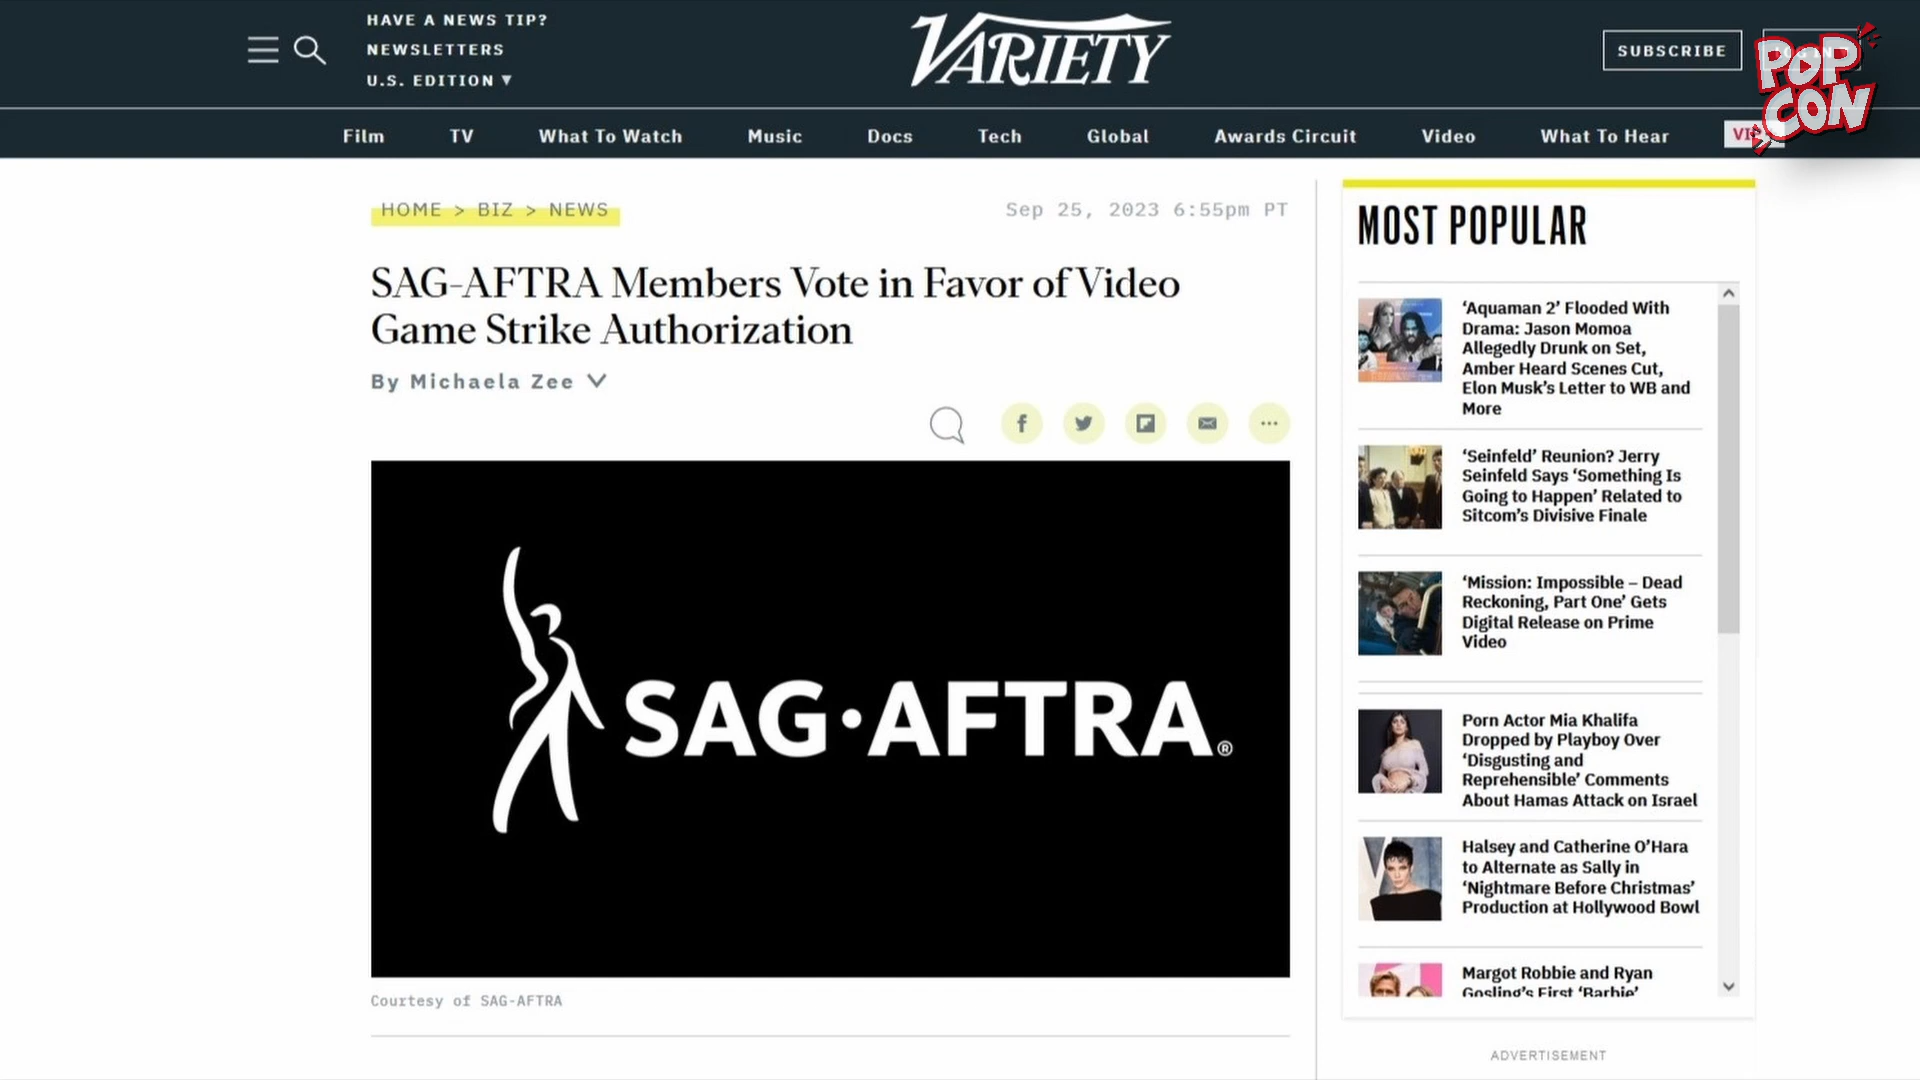 HAVE A NEWS TIP?
NEWSLETTERS
U.S. EDITION ▼
VARIETY
SUBSCRIBE
POP
CON
Film
TV
What To Watch
Music
Docs
Tech
Global
Awards Circuit
Video
What To Hear
HOME > BIZ > NEWS
Sep 25, 2023 6:55pm PT
SAG-AFTRA Members Vote in Favor of Video
Game Strike Authorization
By Michaela Zee
SAG·AFTRA®
Courtesy of SAG-AFTRA
MOST POPULAR
‘Aquaman 2’ Flooded With
Drama: Jason Momoa
Allegedly Drunk on Set,
Amber Heard Scenes Cut,
Elon Musk’s Letter to WB and
More
‘Seinfeld’ Reunion? Jerry
Seinfeld Says ‘Something Is
Going to Happen’ Related to
Sitcom’s Divisive Finale
‘Mission: Impossible – Dead
Reckoning, Part One’ Gets
Digital Release on Prime
Video
Porn Actor Mia Khalifa
Dropped by Playboy Over
‘Disgusting and
Reprehensible’ Comments
About Hamas Attack on Israel
Halsey and Catherine O’Hara
to Alternate as Sally in
‘Nightmare Before Christmas’
Production at Hollywood Bowl
Margot Robbie and Ryan
Gosling’s First ‘Barbie’
ADVERTISEMENT